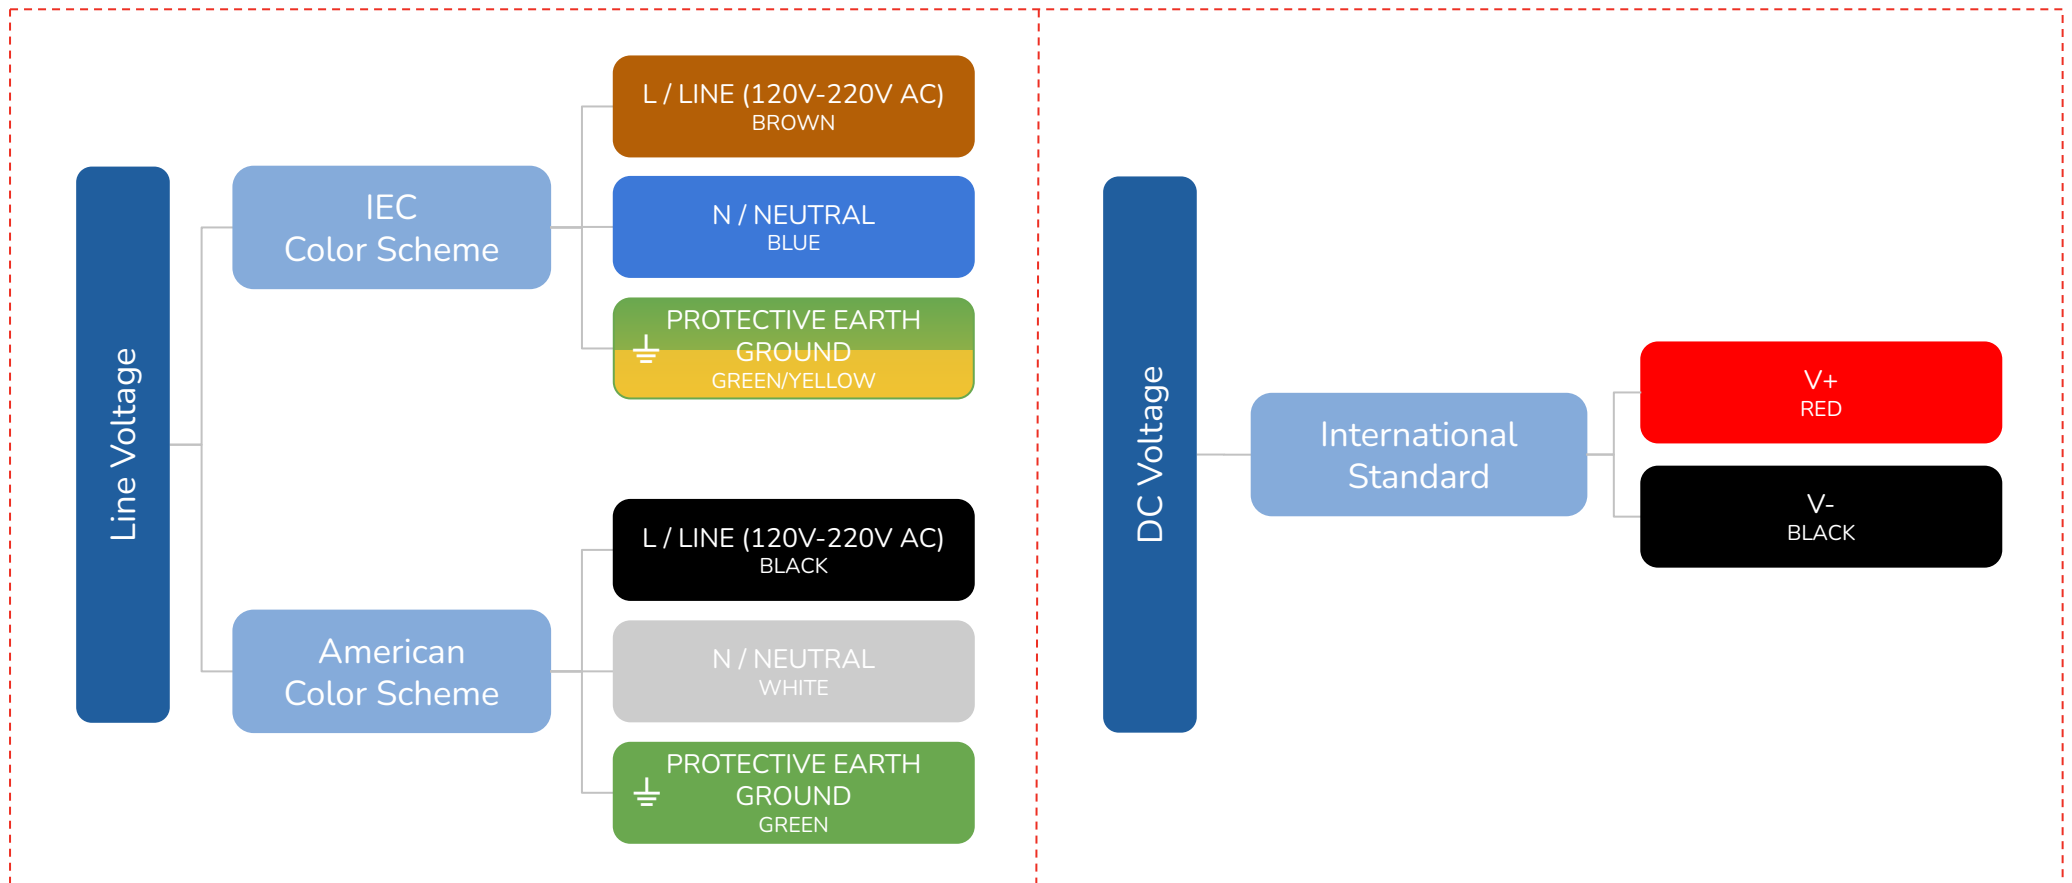 Line Voltage
IEC
Color Scheme
L / LINE (120V-220V AC)
BROWN
N / NEUTRAL
BLUE
PROTECTIVE EARTH
GROUND
GREEN/YELLOW
American
Color Scheme
L / LINE (120V-220V AC)
BLACK
N / NEUTRAL
WHITE
PROTECTIVE EARTH
GROUND
GREEN
DC Voltage
International
Standard
V+
RED
V-
BLACK